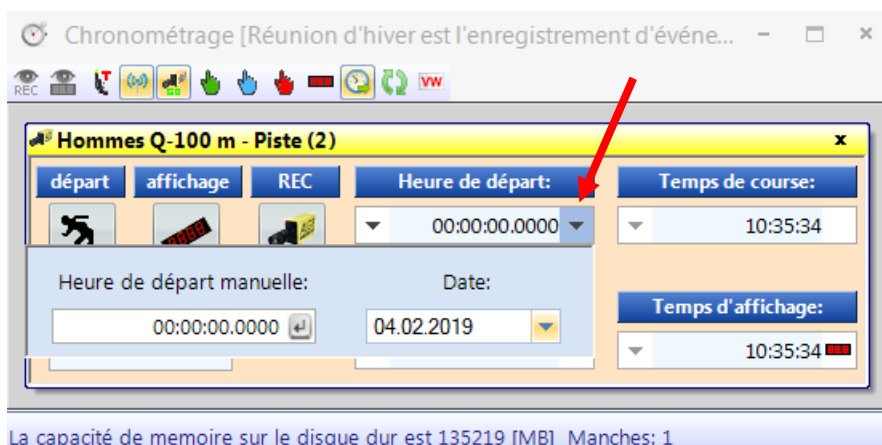 Chronométrage [Réunion d'hiver est l'enregistrement d'événe...
REC VW
Hommes Q-100 m - Piste (2) x
départ affichage REC Heure de départ: Temps de course:
00:00:00.0000 10:35:34
Heure de départ manuelle: Date:
00:00:00.0000 04.02.2019
Temps d'affichage:
10:35:34
La capacité de memoire sur le disque dur est 135219 [MB] Manches: 1